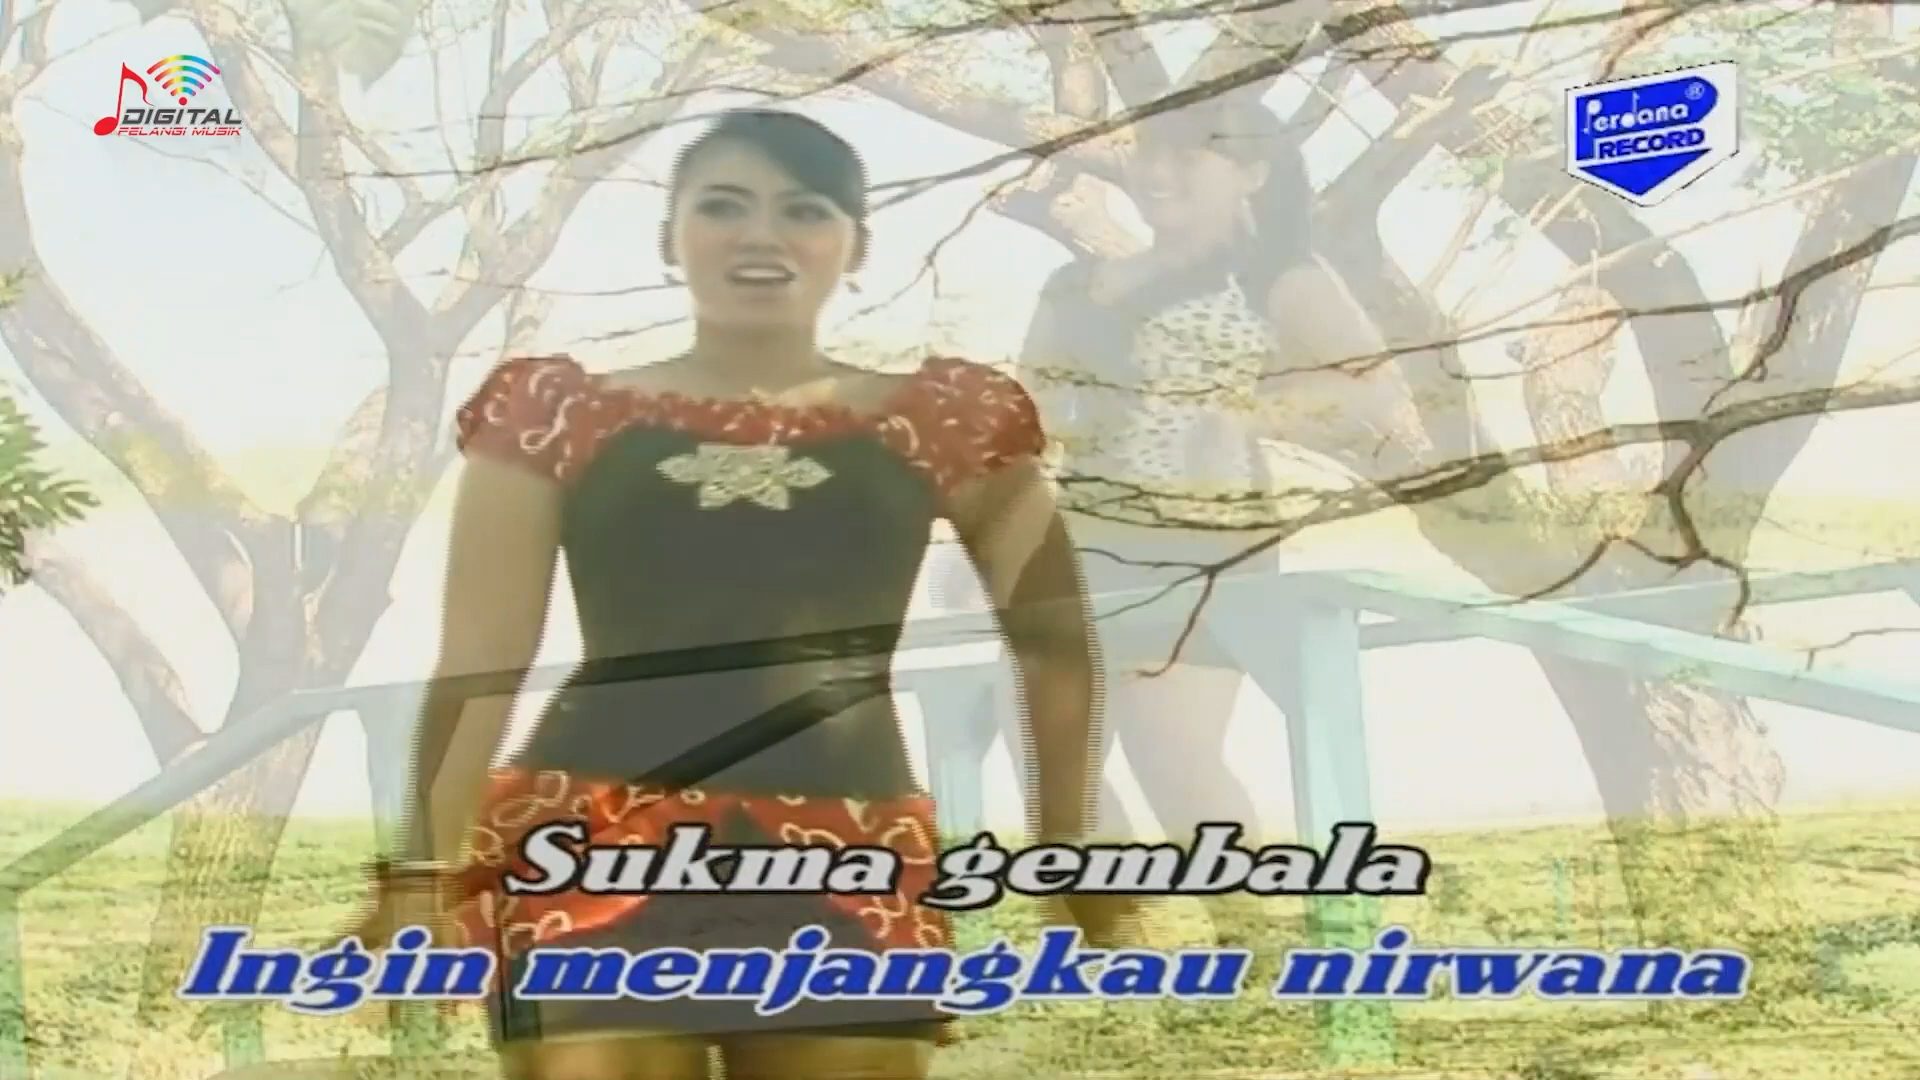 DIGITAL
PELANGI MUSIK
Perdana ®
RECORD
Sukma gembala
Ingin menjangkau nirwana